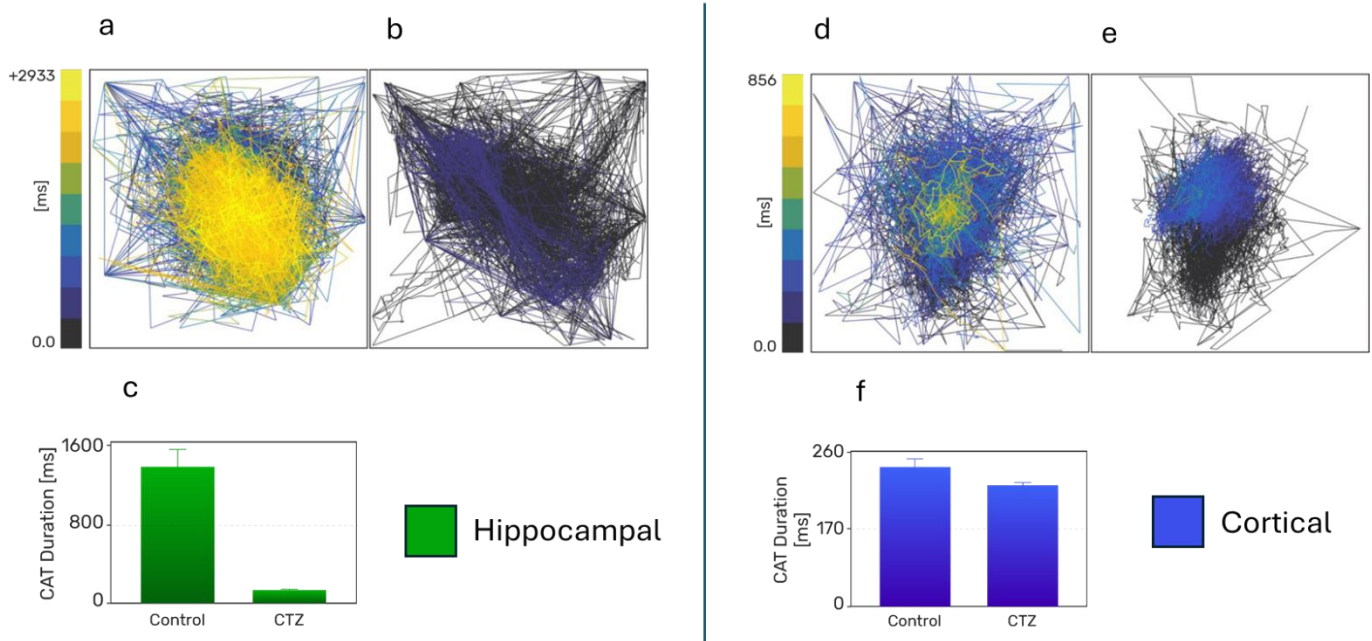 a
b
+2933
[ms]
0.0
c
1600
800
0
CAT Duration [ms]
Control
CTZ
Hippocampal
d
e
856
[ms]
0.0
f
260
170
0
CAT Duration
[ms]
Control
CTZ
Cortical